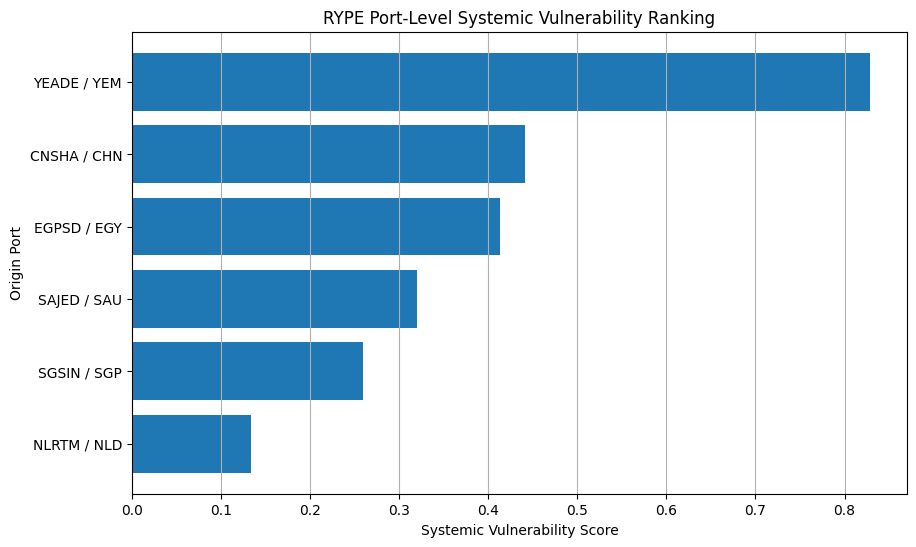 RYPE Port-Level Systemic Vulnerability Ranking
YEADE / YEM
CNSHA / CHN
EGPSD / EGY
SAJED / SAU
SGSIN / SGP
NLRTM / NLD
Origin Port
0.0 0.1 0.2 0.3 0.4 0.5 0.6 0.7 0.8
Systemic Vulnerability Score